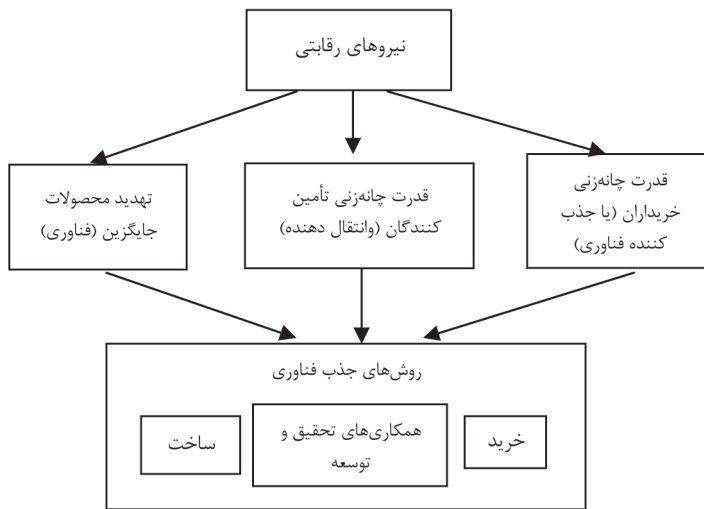 نیروهای رقابتی
قدرت چانه‌زنی
خریداران (یا جذب
کننده فناوری)
قدرت چانه‌زنی تأمین
کنندگان (وانتقال دهنده)
تهدید محصولات
جایگزین (فناوری)
روش‌های جذب فناوری
خرید
همکاری‌های تحقیق و
توسعه
ساخت